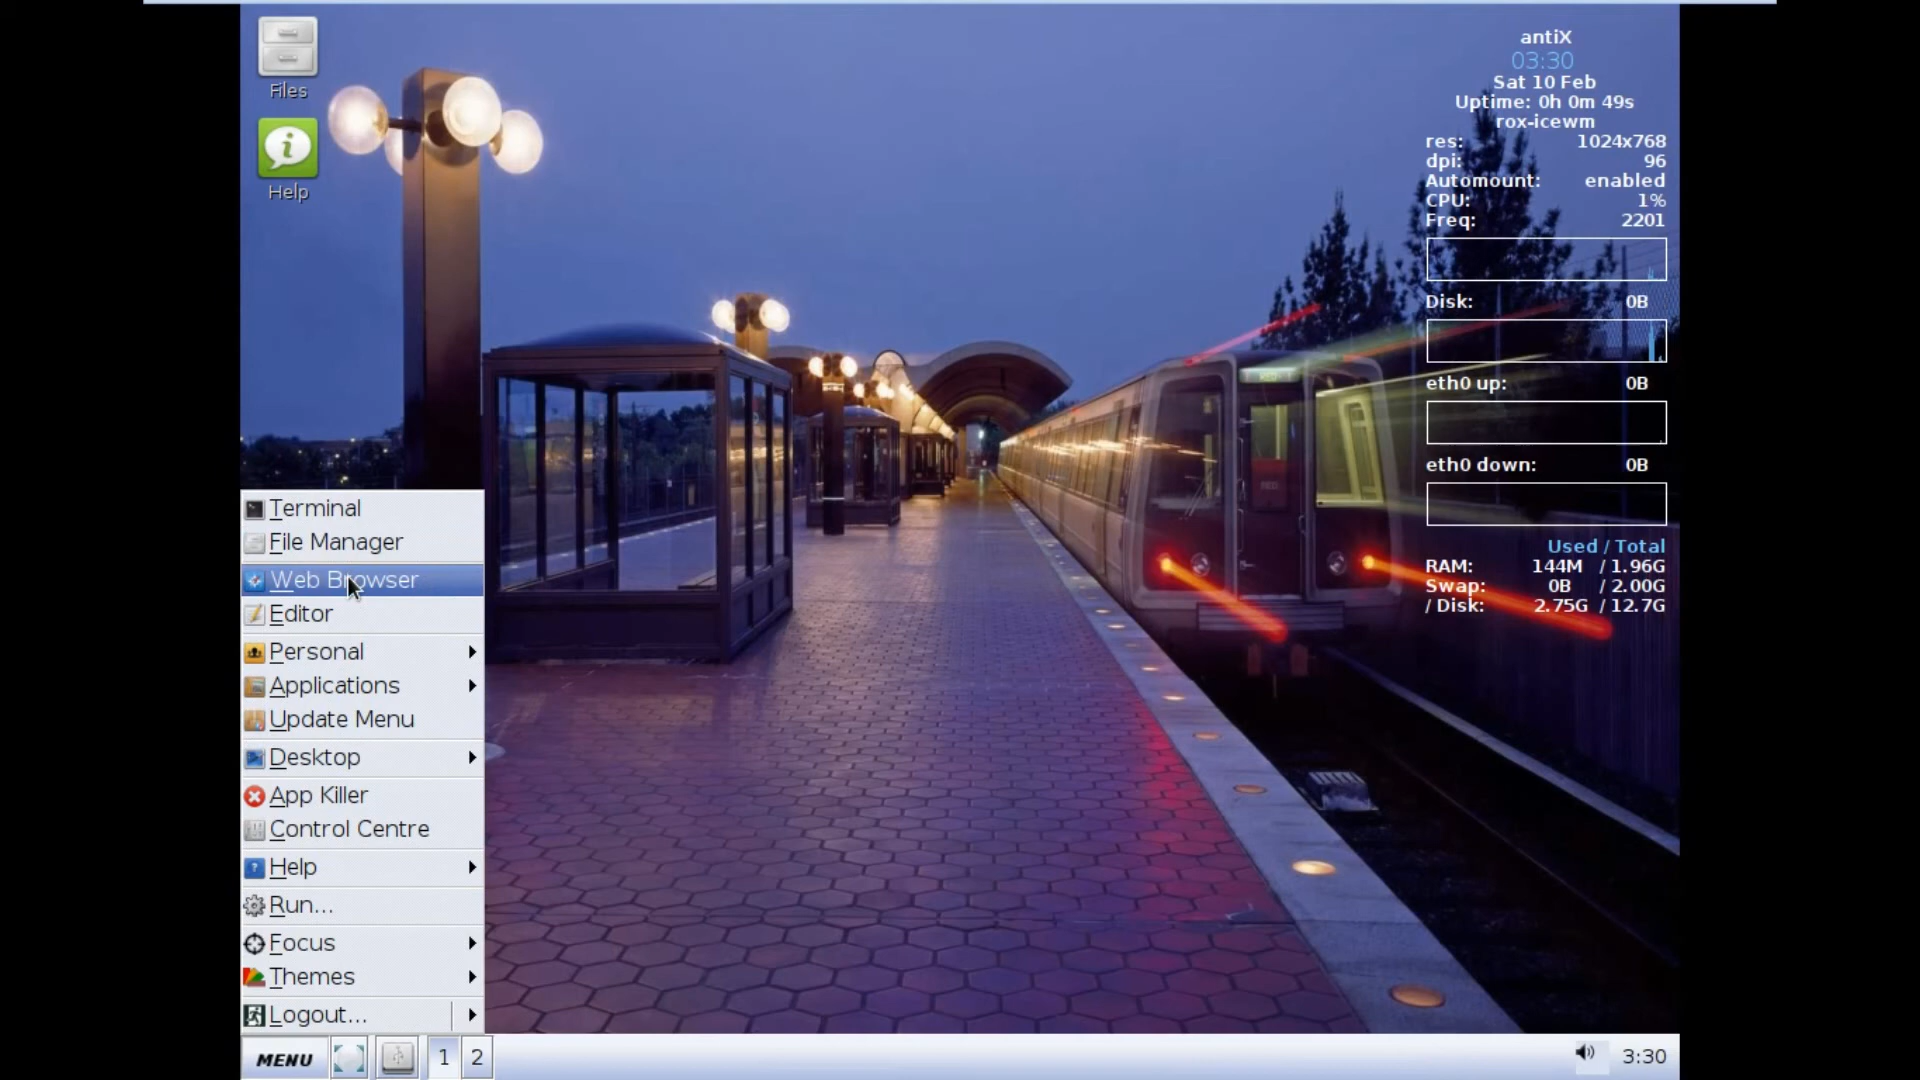 Files
Help
antiX
03:30
Sat 10 Feb
Uptime: 0h 0m 49s
rox-icewm
res: 1024x768
dpi: 96
Automount: enabled
CPU: 1%
Freq: 2201
Disk: 0B
eth0 up: 0B
eth0 down: 0B
Used / Total
RAM: 144M / 1.96G
Swap: 0B / 2.00G
/ Disk: 2.75G / 12.7G
Terminal
File Manager
Web Browser
Editor
Personal
Applications
Update Menu
Desktop
App Killer
Control Centre
Help
Run...
Focus
Themes
Logout...
MENU 1 2 3:30